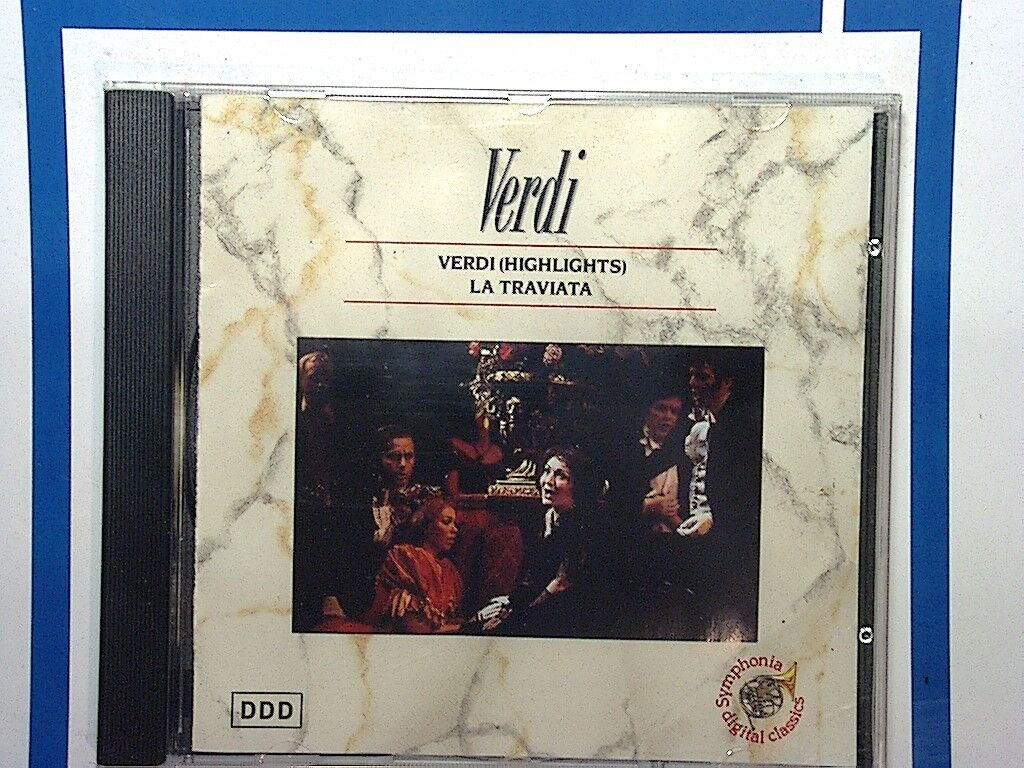 Verdi
VERDI (HIGHLIGHTS)
LA TRAVIATA
DDD
Symphonia
digital classics